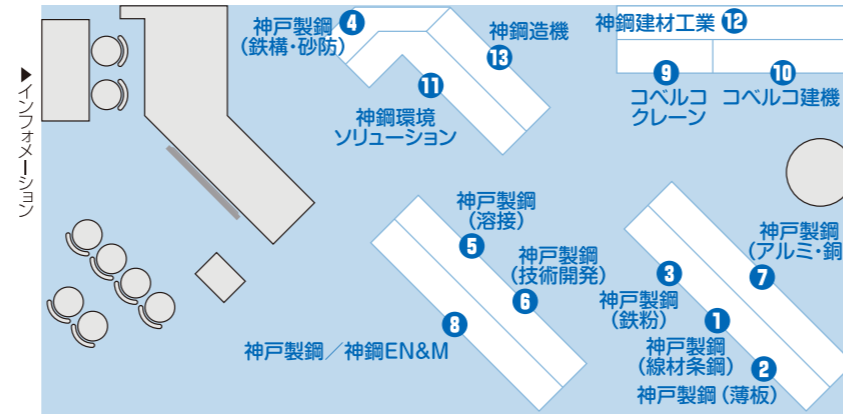 神戸製鋼
(鉄構・砂防)
4
神鋼造機
13
神鋼建材工業 12
11
神鋼環境
ソリューション
9
コベルコ
クレーン
10
コベルコ建機
▶インフォメーション
神戸製鋼
(溶接)
5
神戸製鋼
(技術開発)
6
8
神戸製鋼／神鋼EN&M
神戸製鋼
(アルミ・銅
7
3
神戸製鋼
(鉄粉)
1
神戸製鋼
(線材条鋼)
2
神戸製鋼(薄板)